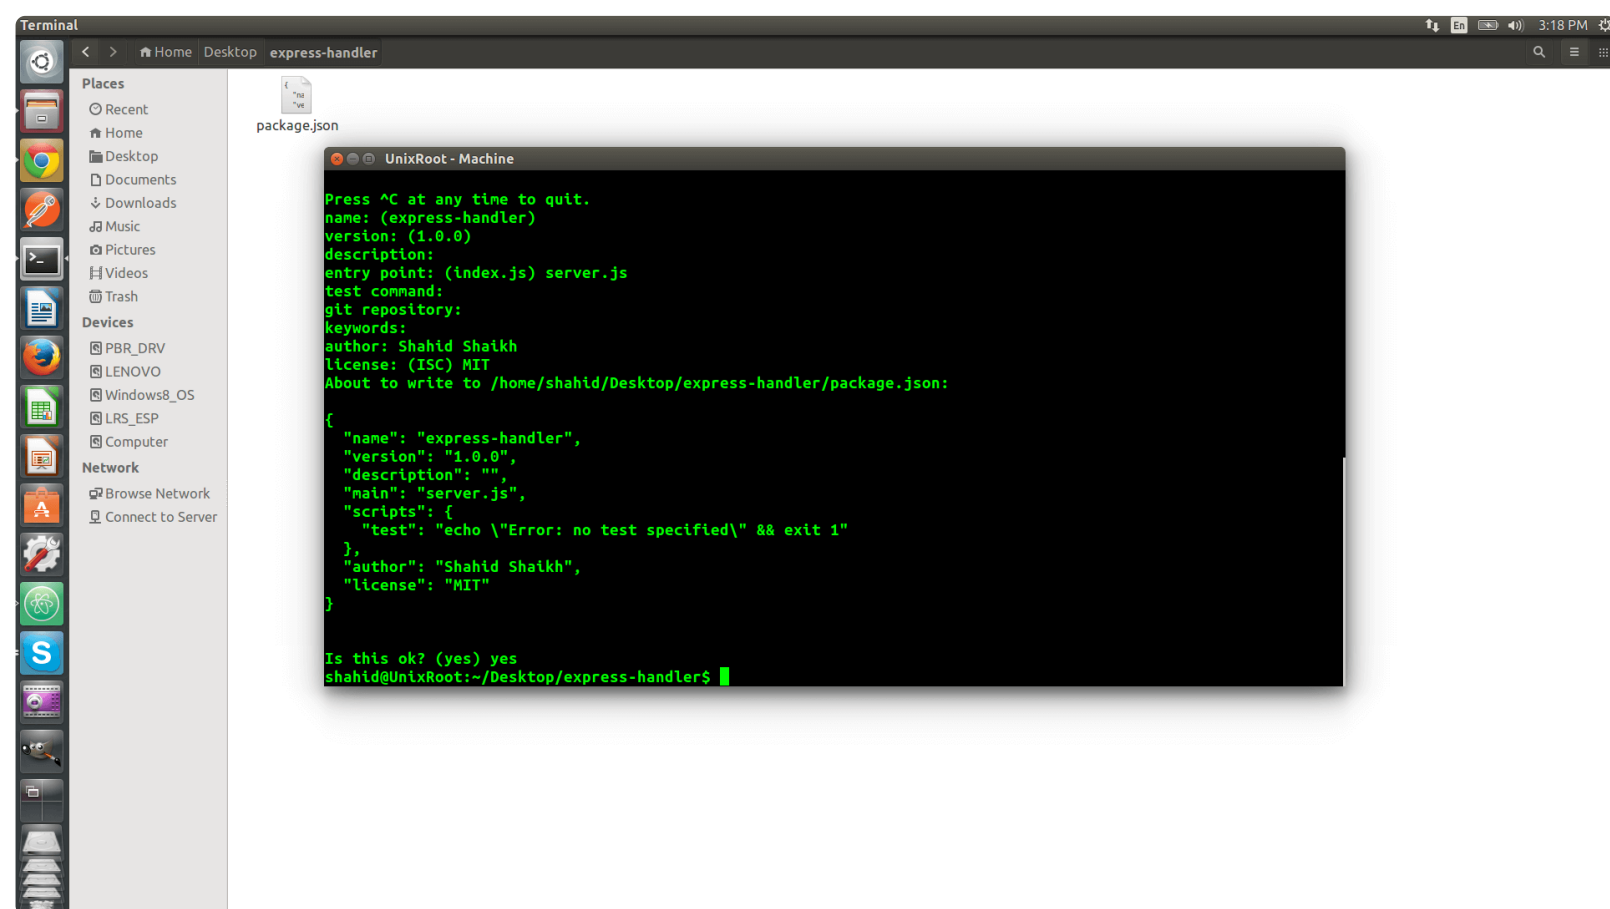 Terminal
En
3:18 PM
Home Desktop express-handler
Places
Recent
Home
Desktop
Documents
Downloads
Music
Pictures
Videos
Trash
Devices
PBR_DRV
LENOVO
Windows8_OS
LRS_ESP
Computer
Network
Browse Network
Connect to Server
{
"na
"ve
package.json
UnixRoot - Machine
Press ^C at any time to quit.
name: (express-handler)
version: (1.0.0)
description:
entry point: (index.js) server.js
test command:
git repository:
keywords:
author: Shahid Shaikh
license: (ISC) MIT
About to write to /home/shahid/Desktop/express-handler/package.json:
{
  "name": "express-handler",
  "version": "1.0.0",
  "description": "",
  "main": "server.js",
  "scripts": {
    "test": "echo \"Error: no test specified\" && exit 1"
  },
  "author": "Shahid Shaikh",
  "license": "MIT"
}
Is this ok? (yes) yes
shahid@UnixRoot:~/Desktop/express-handler$